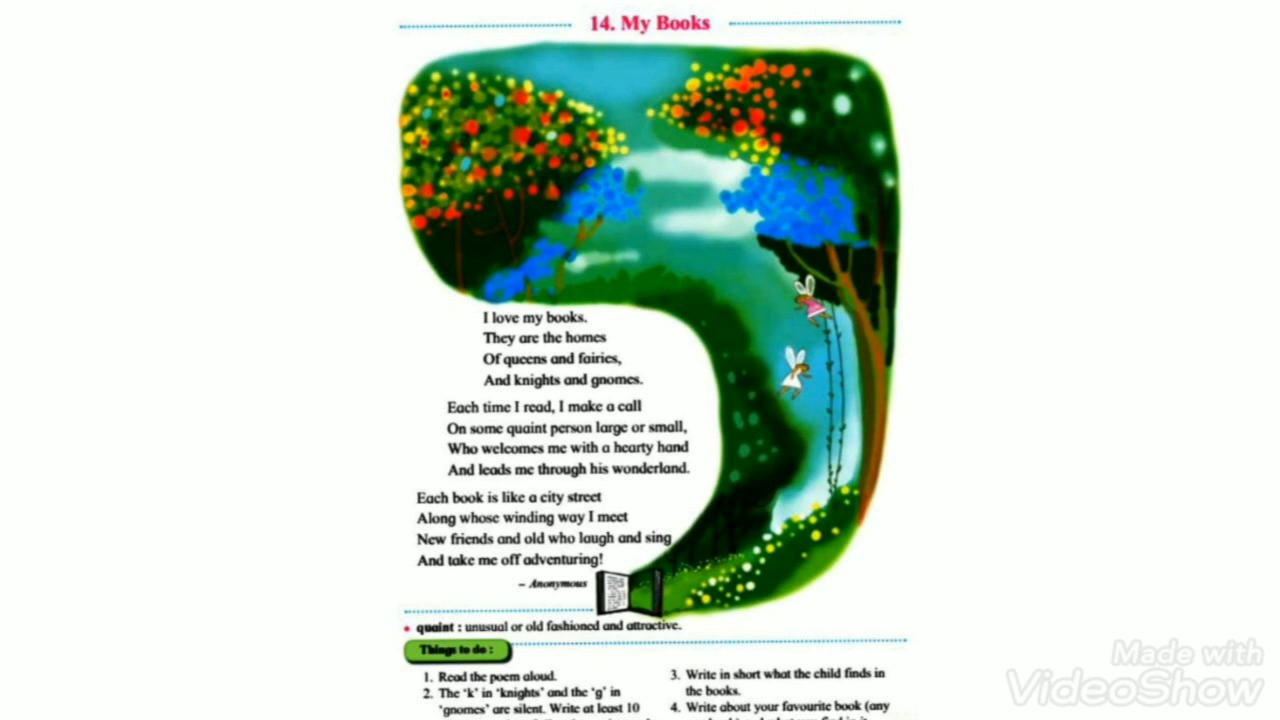 14. My Books
I love my books.
They are the homes
Of queens and fairies,
And knights and gnomes.
Each time I read, I make a call
On some quaint person large or small,
Who welcomes me with a hearty hand
And leads me through his wonderland.
Each book is like a city street
Along whose winding way I meet
New friends and old who laugh and sing
And take me off adventuring!
– Anonymous
• quaint : unusual or old fashioned and attractive.
Things to do :
1. Read the poem aloud.
2. The ‘k’ in ‘knights’ and the ‘g’ in
‘gnomes’ are silent. Write at least 10
3. Write in short what the child finds in
the books.
4. Write about your favourite book (any
Made with
VideoShow